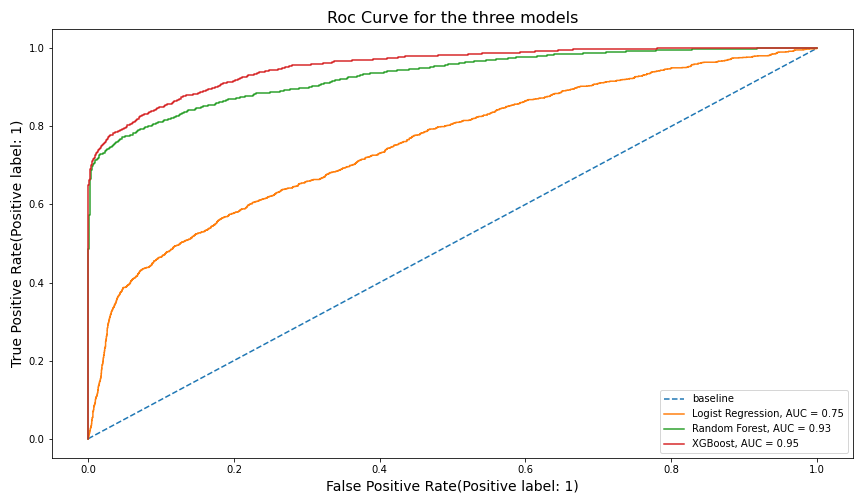 Roc Curve for the three models
True Positive Rate(Positive label: 1)
1.0
0.8
0.6
0.4
0.2
0.0
0.0 0.2 0.4 0.6 0.8 1.0
False Positive Rate(Positive label: 1)
baseline
Logist Regression, AUC = 0.75
Random Forest, AUC = 0.93
XGBoost, AUC = 0.95